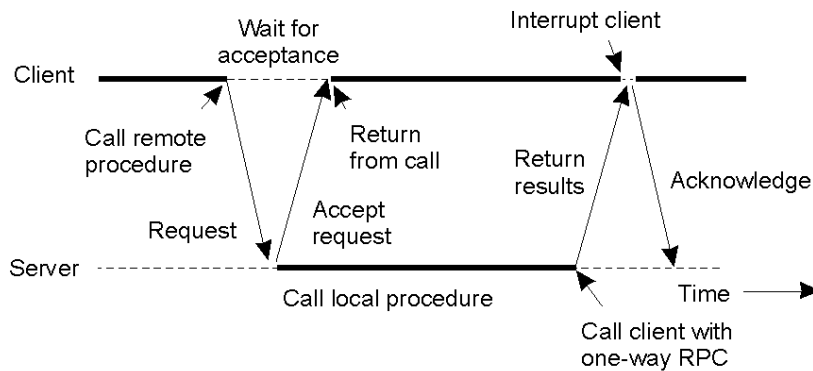 Interrupt client
Wait for
acceptance
Client
Call remote
procedure
Return
from call
Return
results
Acknowledge
Request
Accept
request
Server
Call local procedure
Time
Call client with
one-way RPC